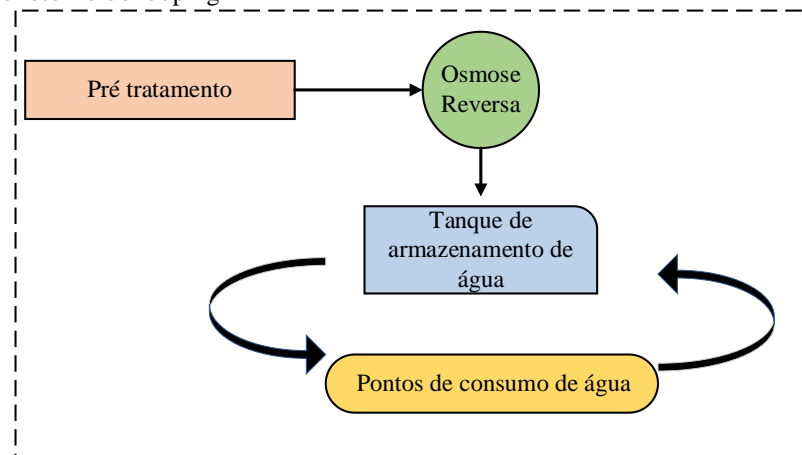 Pré tratamento
Osmose
Reversa
Tanque de
armazenamento de
água
Pontos de consumo de água